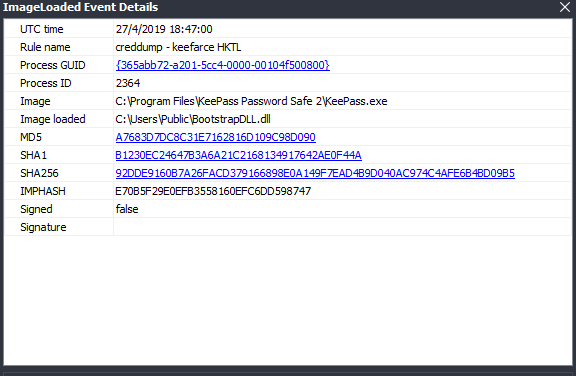 ImageLoaded Event Details
UTC time 27/4/2019 18:47:00
Rule name creddump - keefarce HKTL
Process GUID {365abb72-a201-5cc4-0000-00104f500800}
Process ID 2364
Image C:\Program Files\KeePass Password Safe 2\KeePass.exe
Image loaded C:\Users\Public\BootstrapDLL.dll
MD5 A7683D7DC8C31E7162816D109C98D090
SHA1 B1230EC24647B3A6A21C2168134917642AE0F44A
SHA256 92DDE9160B7A26FACD379166898E0A149F7EAD4B9D040AC974C4AFE6B4BD09B5
IMPHASH E70B5F29E0EFB3558160EFC6DD598747
Signed false
Signature